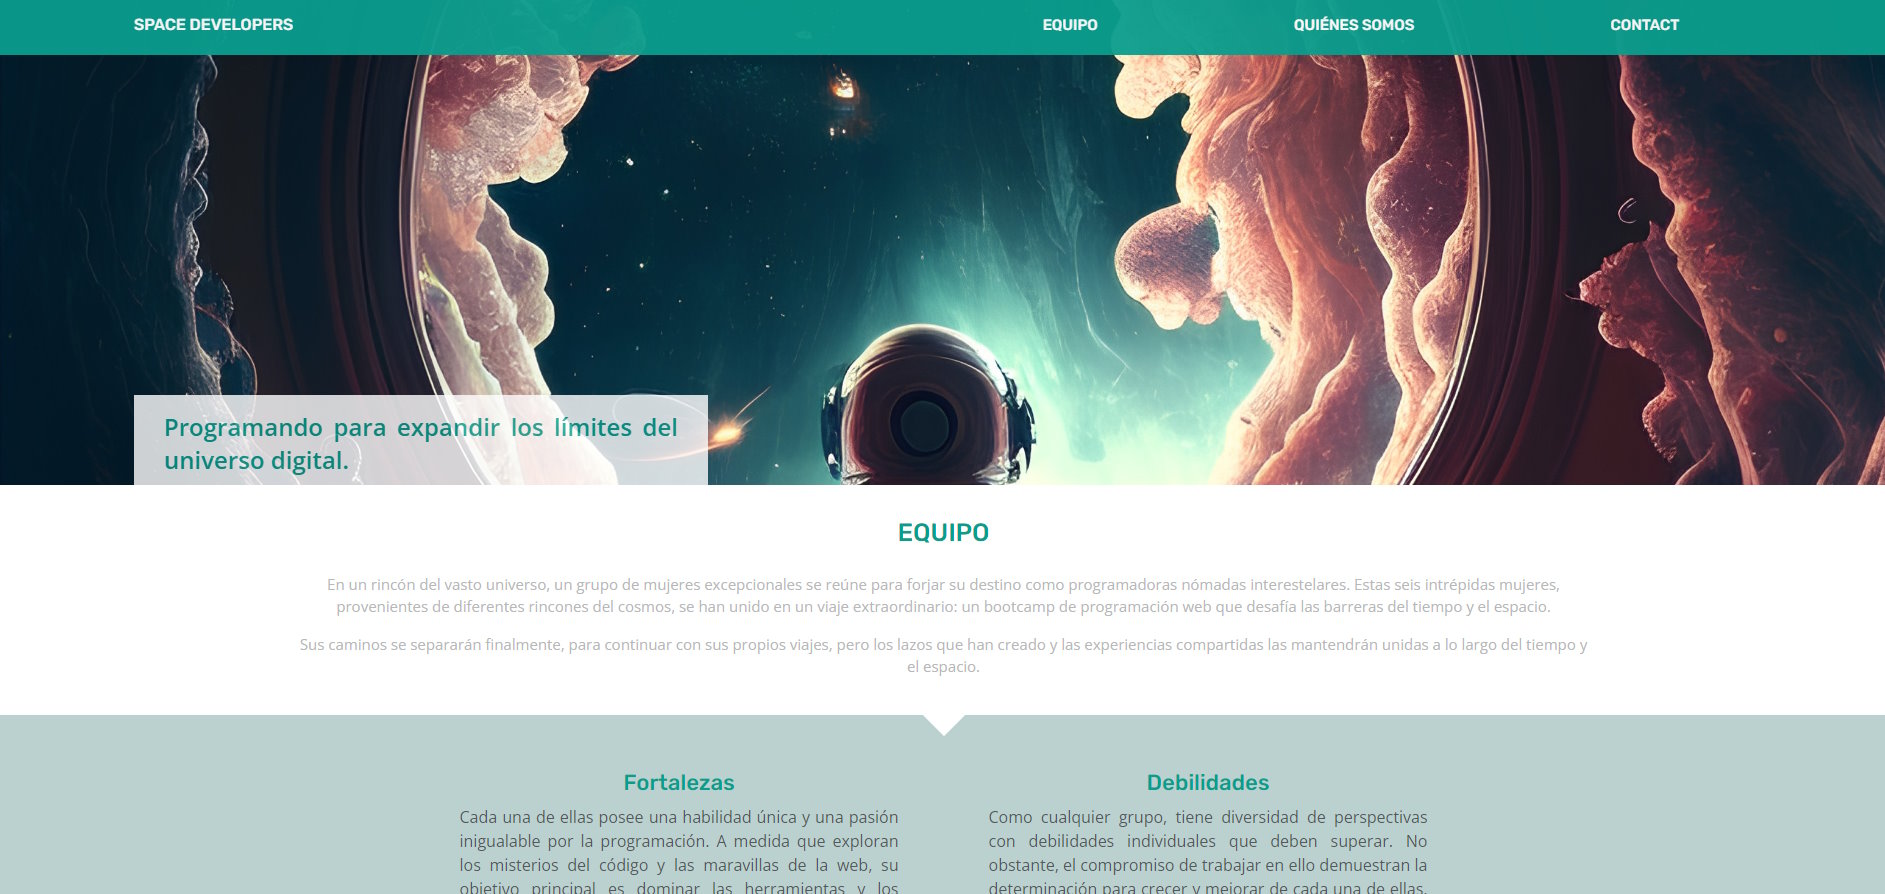 SPACE DEVELOPERS
EQUIPO
QUIÉNES SOMOS
CONTACT
Programando para expandir los límites del
universo digital.
EQUIPO
En un rincón del vasto universo, un grupo de mujeres excepcionales se reúne para forjar su destino como programadoras nómadas interestelares. Estas seis intrépidas mujeres,
provenientes de diferentes rincones del cosmos, se han unido en un viaje extraordinario: un bootcamp de programación web que desafía las barreras del tiempo y el espacio.
Sus caminos se separarán finalmente, para continuar con sus propios viajes, pero los lazos que han creado y las experiencias compartidas las mantendrán unidas a lo largo del tiempo y
el espacio.
Fortalezas
Cada una de ellas posee una habilidad única y una pasión
inigualable por la programación. A medida que exploran
los misterios del código y las maravillas de la web, su
objetivo principal es dominar las herramientas y los
Debilidades
Como cualquier grupo, tiene diversidad de perspectivas
con debilidades individuales que deben superar. No
obstante, el compromiso de trabajar en ello demuestran la
determinación para crecer y mejorar de cada una de ellas.